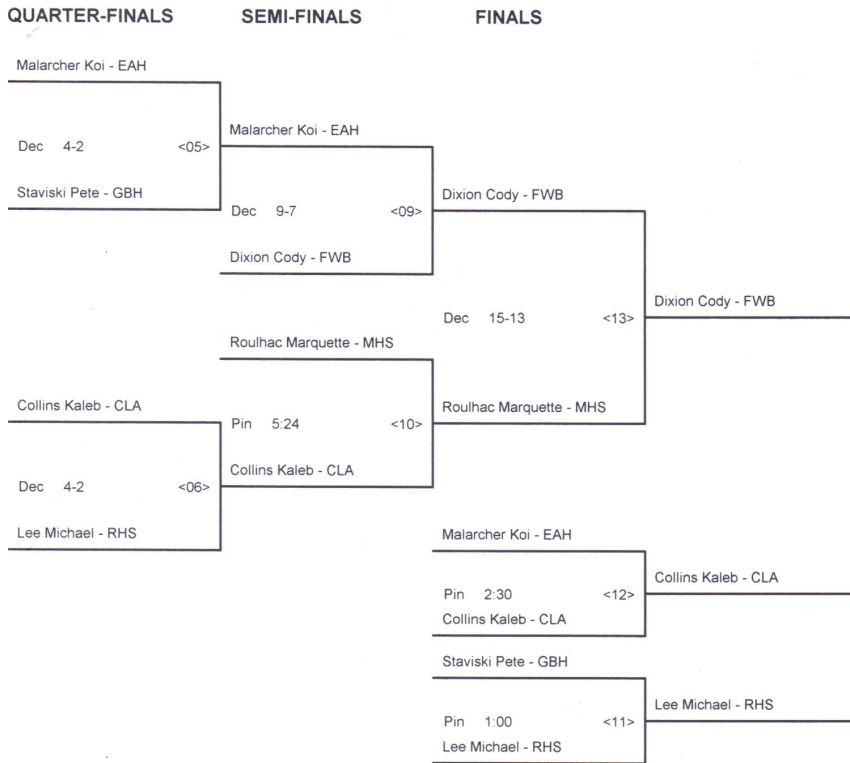 QUARTER-FINALS SEMI-FINALS FINALS
Malarcher Koi - EAH
Dec 4-2 <05>
Staviski Pete - GBH
Malarcher Koi - EAH
Dec 9-7 <09>
Dixion Cody - FWB
Dixion Cody - FWB
Dec 15-13 <13>
Dixion Cody - FWB
Roulhac Marquette - MHS
Pin 5:24 <10>
Collins Kaleb - CLA
Roulhac Marquette - MHS
Collins Kaleb - CLA
Dec 4-2 <06>
Lee Michael - RHS
Malarcher Koi - EAH
Pin 2:30 <12>
Collins Kaleb - CLA
Collins Kaleb - CLA
Staviski Pete - GBH
Pin 1:00 <11>
Lee Michael - RHS
Lee Michael - RHS